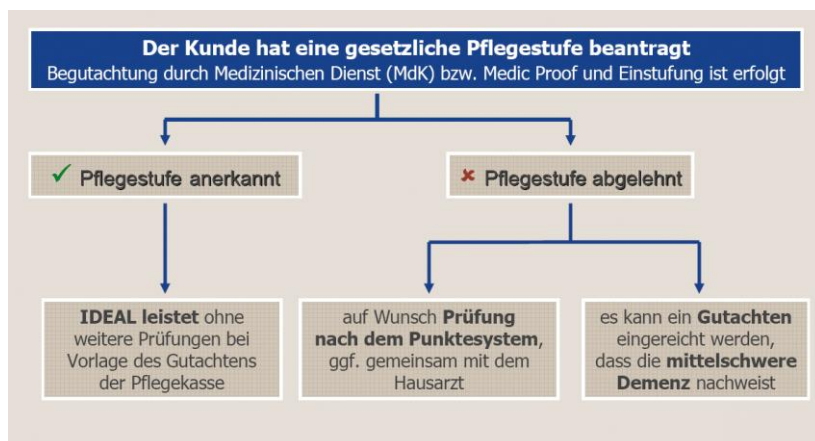 Der Kunde hat eine gesetzliche Pflegestufe beantragt
Begutachtung durch Medizinischen Dienst (MdK) bzw. Medic Proof und Einstufung ist erfolgt
✓ Pflegestufe anerkannt
✘ Pflegestufe abgelehnt
IDEAL leistet ohne
weitere Prüfungen bei
Vorlage des Gutachtens
der Pflegekasse
auf Wunsch Prüfung
nach dem Punktesystem,
ggf. gemeinsam mit dem
Hausarzt
es kann ein Gutachten
eingereicht werden,
dass die mittelschwere
Demenz nachweist